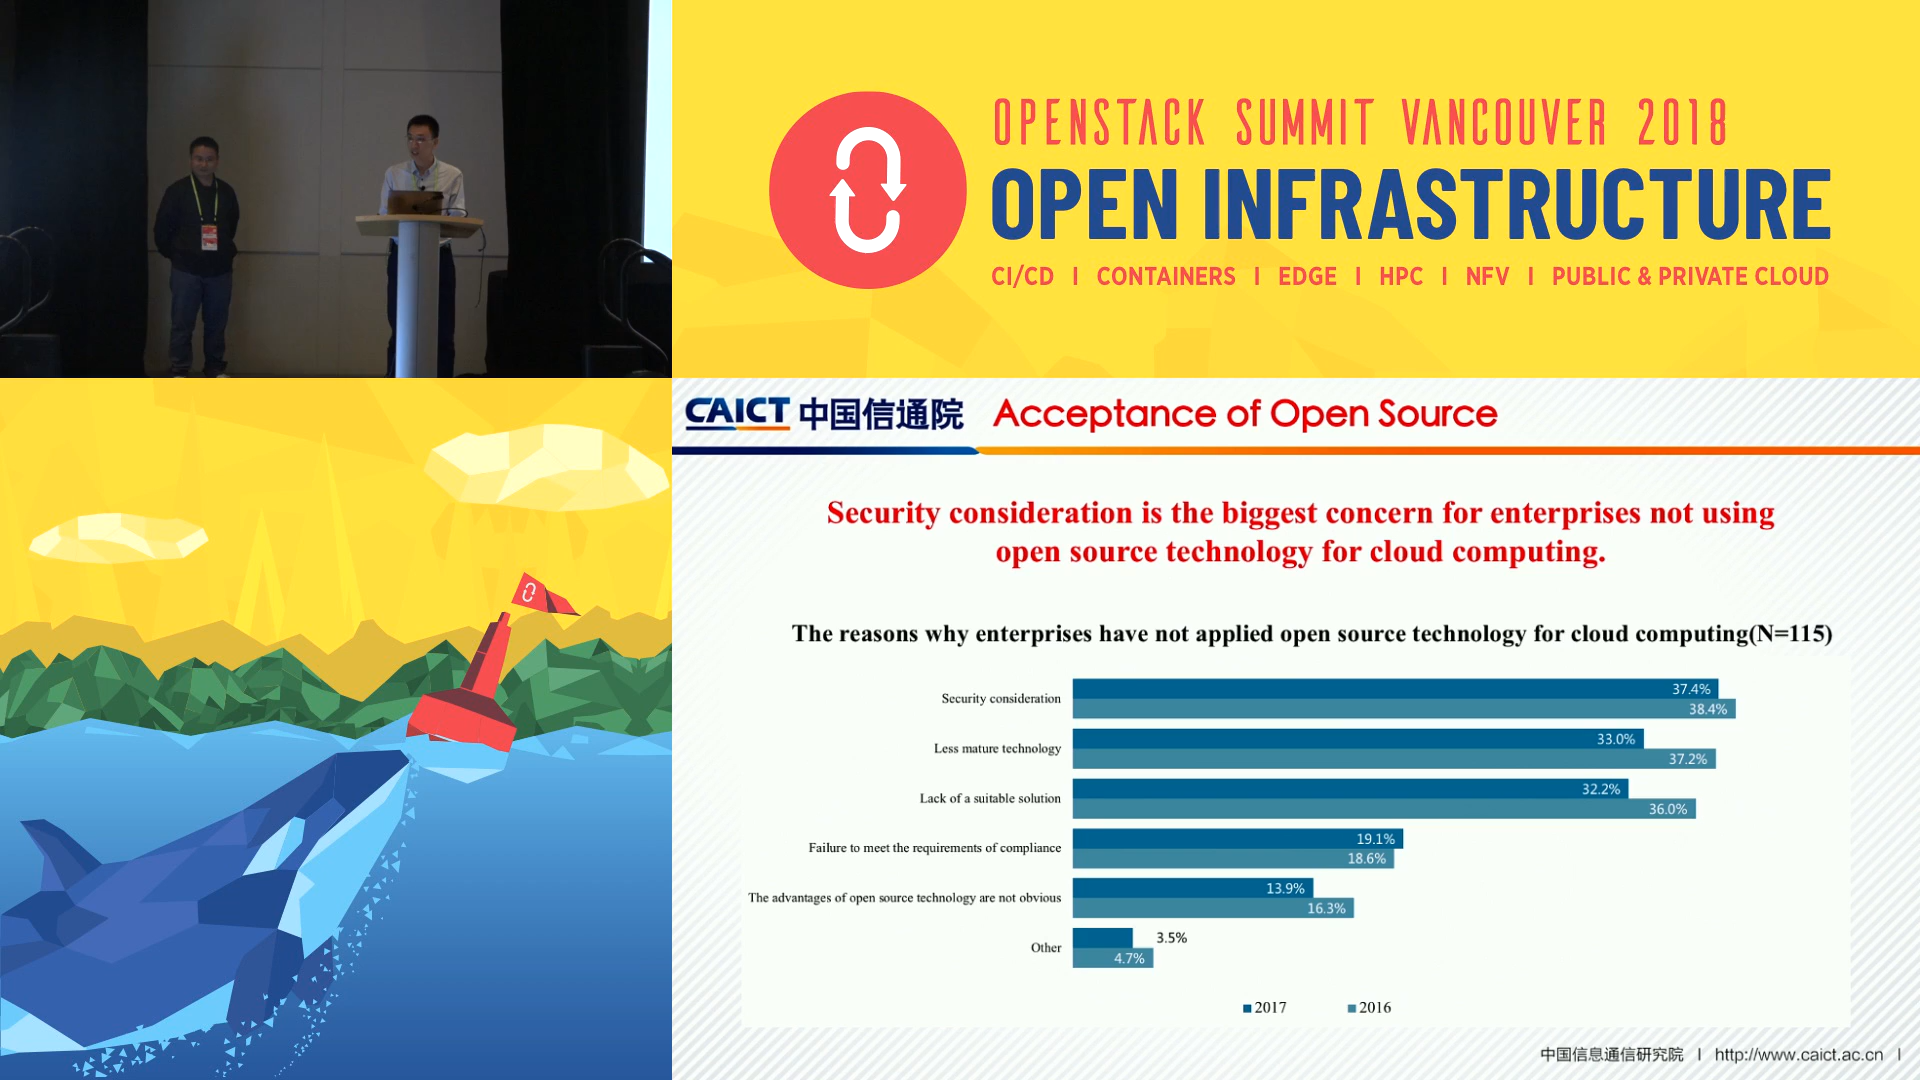 OPENSTACK SUMMIT VANCOUVER 2018
OPEN INFRASTRUCTURE
CI/CD | CONTAINERS | EDGE | HPC | NFV | PUBLIC & PRIVATE CLOUD
CAICT 中国信通院 Acceptance of Open Source
Security consideration is the biggest concern for enterprises not using
open source technology for cloud computing.
The reasons why enterprises have not applied open source technology for cloud computing(N=115)
Security consideration 37.4% 38.4%
Less mature technology 33.0% 37.2%
Lack of a suitable solution 32.2% 36.0%
Failure to meet the requirements of compliance 19.1% 18.6%
The advantages of open source technology are not obvious 13.9% 16.3%
Other 3.5% 4.7%
2017 2016
中国信息通信研究院 | http://www.caict.ac.cn |